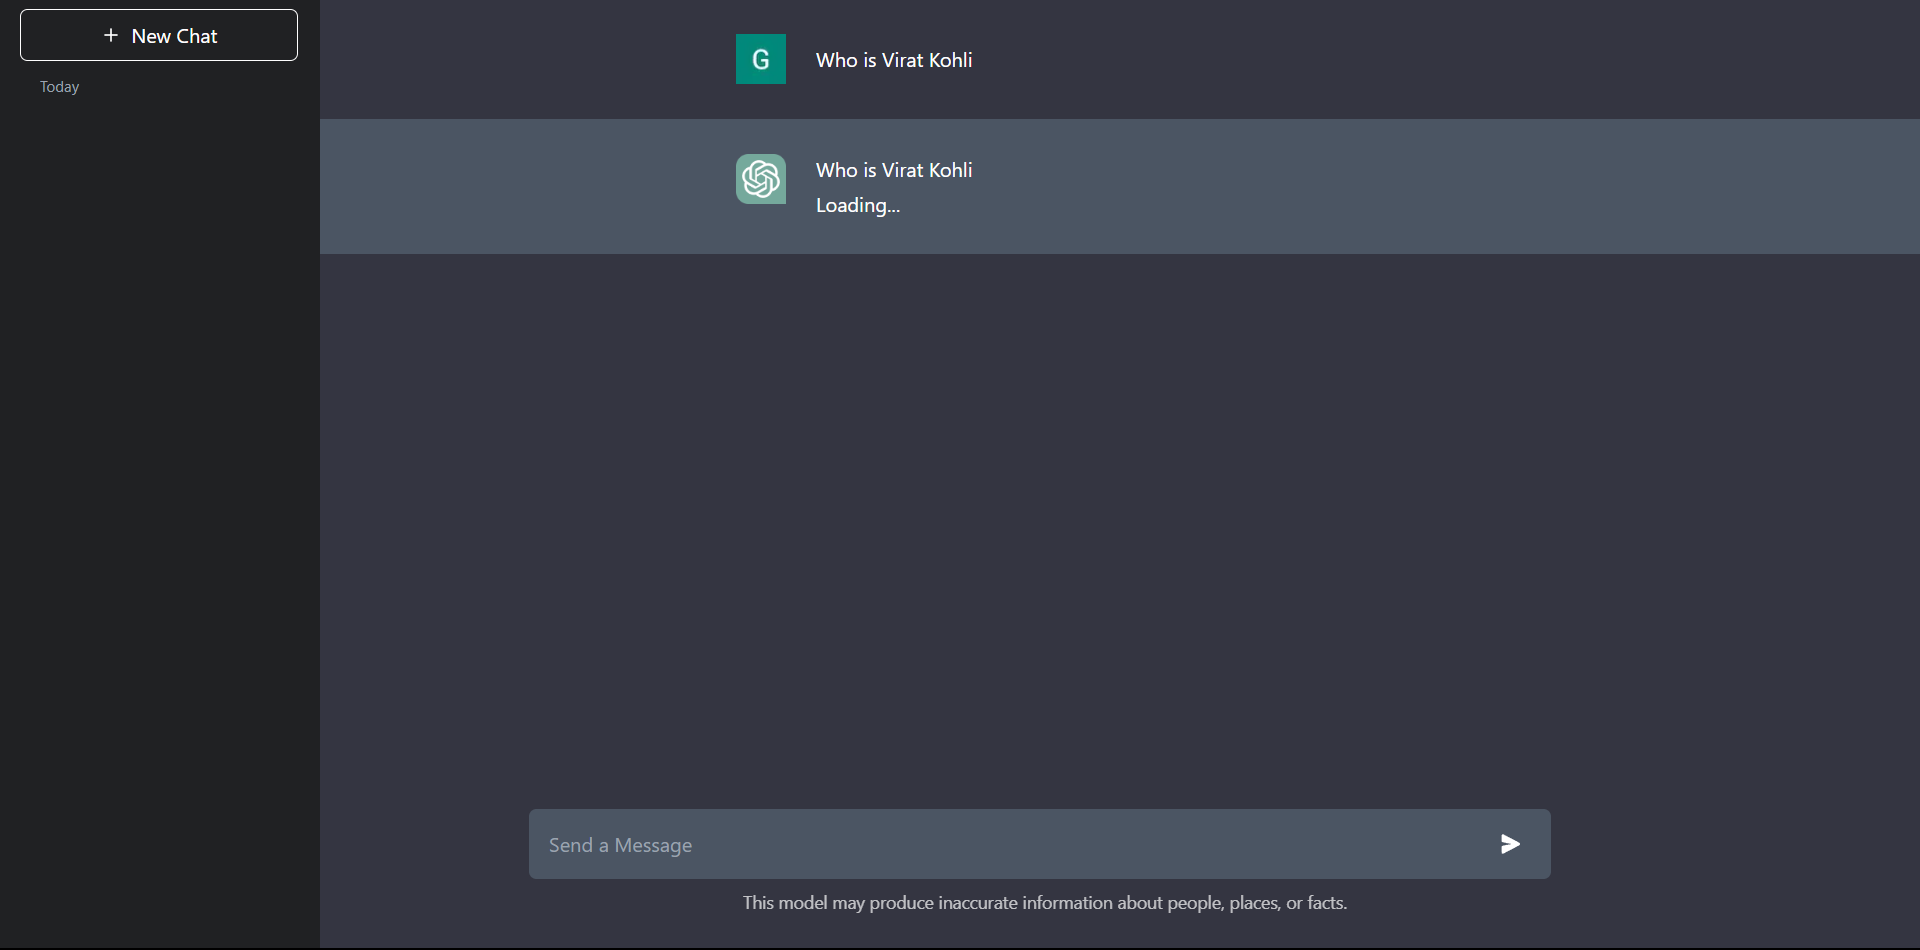 + New Chat
Today
G
Who is Virat Kohli
Who is Virat Kohli
Loading...
Send a Message
This model may produce inaccurate information about people, places, or facts.